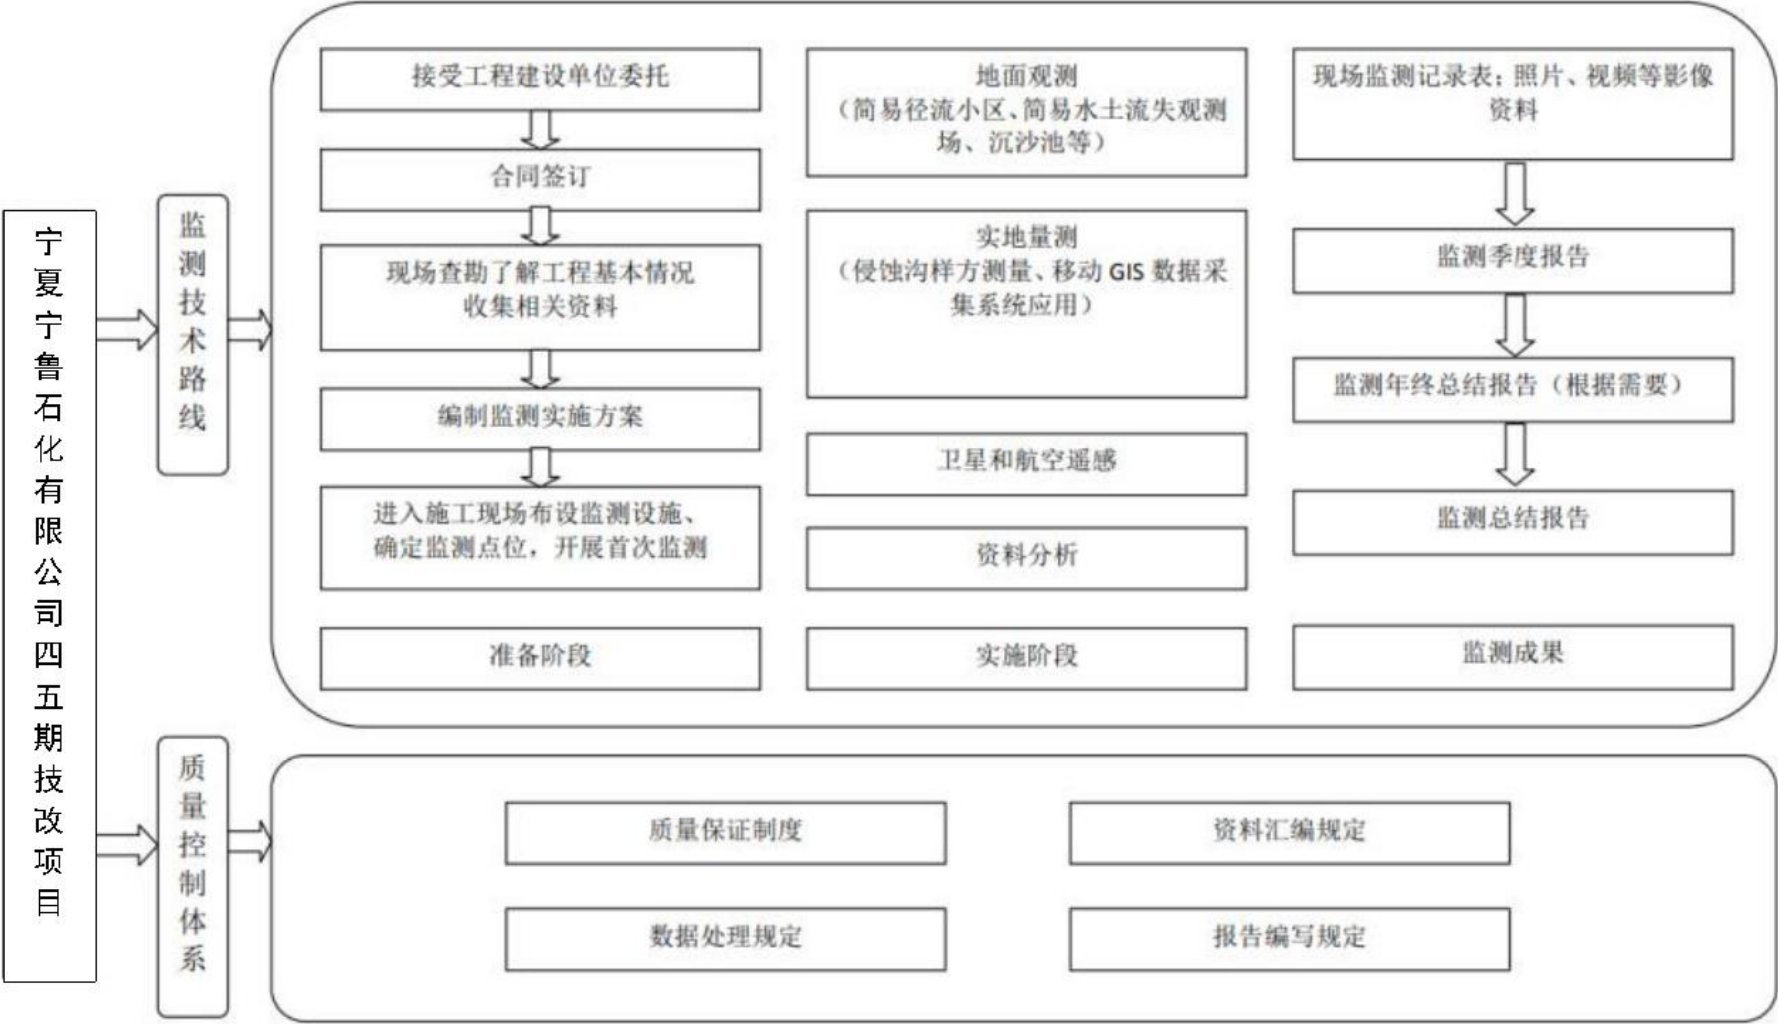 宁夏宁鲁石化有限公司四五期技改项目
监测技术路线
接受工程建设单位委托
合同签订
现场查勘了解工程基本情况
收集相关资料
编制监测实施方案
进入施工现场布设监测设施、
确定监测点位，开展首次监测
准备阶段
地面观测
（简易径流小区、简易水土流失观测
场、沉沙池等）
实地量测
（侵蚀沟样方测量、移动 GIS 数据采
集系统应用）
卫星和航空遥感
资料分析
实施阶段
现场监测记录表；照片、视频等影像
资料
监测季度报告
监测年终总结报告（根据需要）
监测总结报告
监测成果
质量控制体系
质量保证制度
资料汇编规定
数据处理规定
报告编写规定